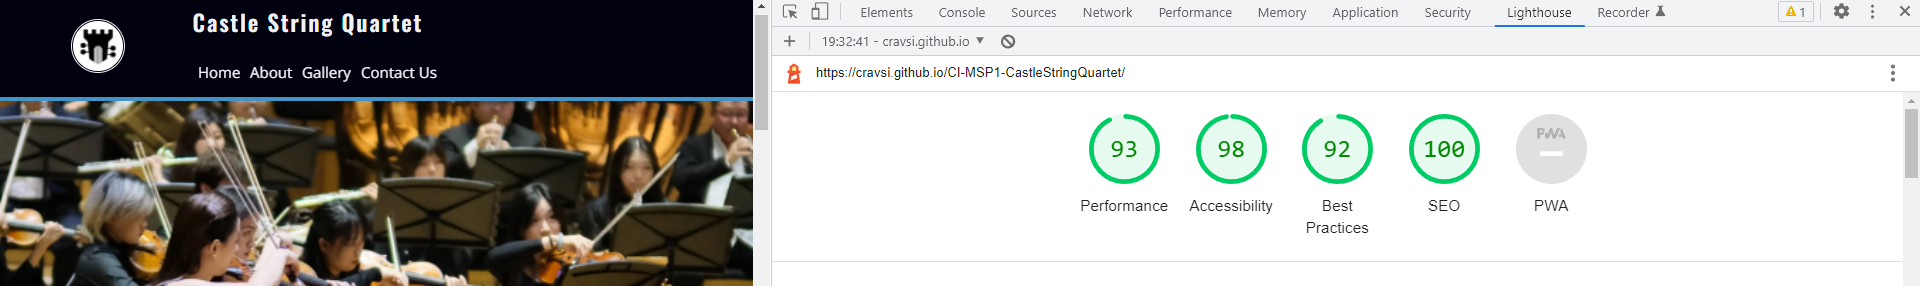 Castle String Quartet
Home About Gallery Contact Us
Elements Console Sources Network Performance Memory Application Security Lighthouse Recorder 1
19:32:41 - cravsi.github.io
https://cravsi.github.io/CI-MSP1-CastleStringQuartet/
93 98 92 100 PWA
Performance Accessibility Best Practices SEO PWA